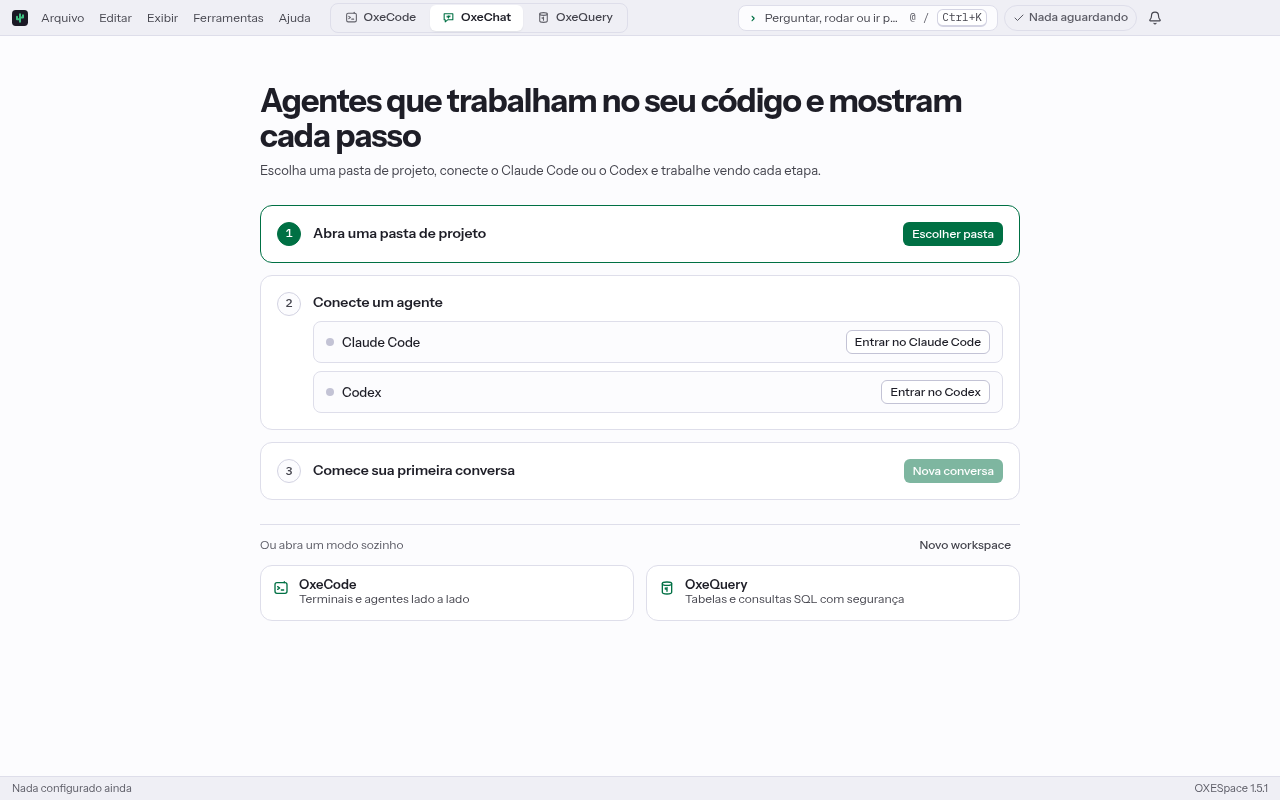 Arquivo Editar Exibir Ferramentas Ajuda OxeCode OxeChat OxeQuery Perguntar, rodar ou ir p... @ / Ctrl+K Nada aguardando
Agentes que trabalham no seu código e mostram
cada passo
Escolha uma pasta de projeto, conecte o Claude Code ou o Codex e trabalhe vendo cada etapa.
1 Abra uma pasta de projeto Escolher pasta
2 Conecte um agente
Claude Code Entrar no Claude Code
Codex Entrar no Codex
3 Comece sua primeira conversa Nova conversa
Ou abra um modo sozinho Novo workspace
OxeCode
Terminais e agentes lado a lado
OxeQuery
Tabelas e consultas SQL com segurança
Nada configurado ainda OXESpace 1.5.1